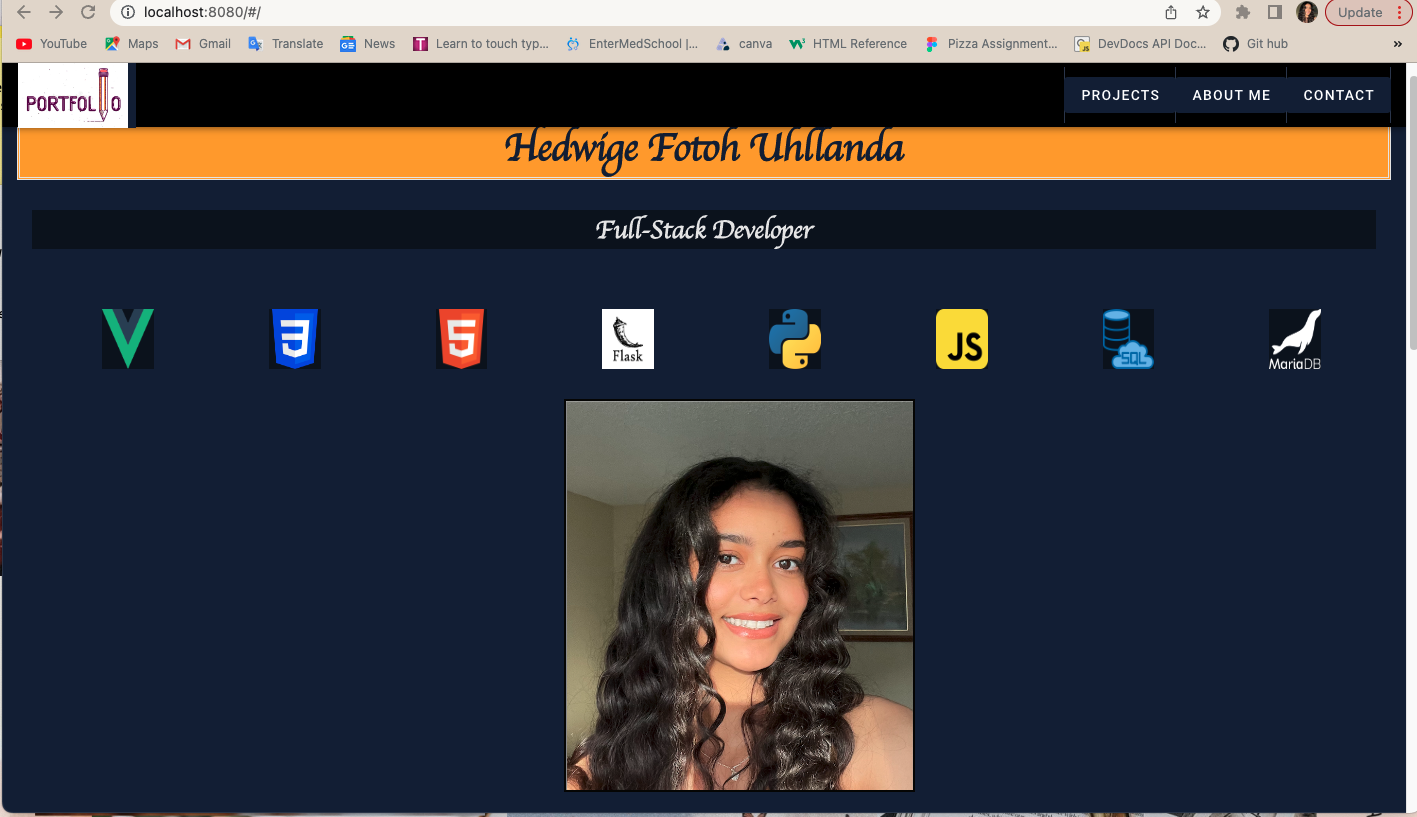 localhost:8080/#/
Update
YouTube Maps Gmail Translate News Learn to touch typ... EnterMedSchool |... canva HTML Reference Pizza Assignment... DevDocs API Doc... Git hub »
PORTFOLIO
PROJECTS ABOUT ME CONTACT
Hedwige Fotoh Uhllanda
Full-Stack Developer
3
5
Flask
JS
SQL
MariaDB